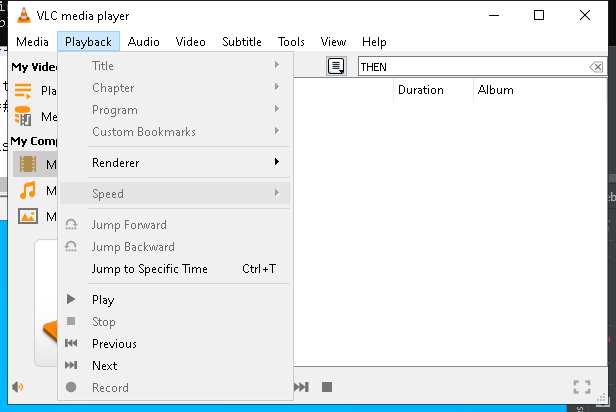 VLC media player
Media Playback Audio Video Subtitle Tools View Help
My Video
THEN
Pla
Duration Album
Me
My Comp
M
M
M
Title
Chapter
Program
Custom Bookmarks
Renderer
Speed
Jump Forward
Jump Backward
Jump to Specific Time Ctrl+T
Play
Stop
Previous
Next
Record